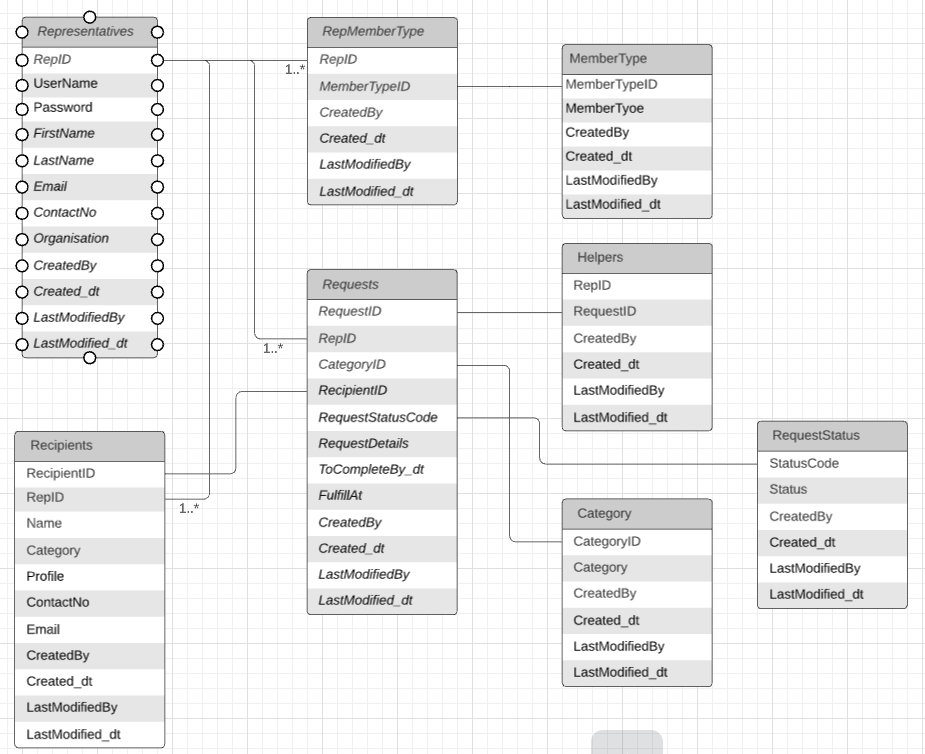 Representatives
RepID
UserName
Password
FirstName
LastName
Email
ContactNo
Organisation
CreatedBy
Created_dt
LastModifiedBy
LastModified_dt
1..*
RepMemberType
RepID
MemberTypeID
CreatedBy
Created_dt
LastModifiedBy
LastModified_dt
MemberType
MemberTypeID
MemberTyoe
CreatedBy
Created_dt
LastModifiedBy
LastModified_dt
1..*
Requests
RequestID
RepID
CategoryID
RecipientID
RequestStatusCode
RequestDetails
ToCompleteBy_dt
FulfillAt
CreatedBy
Created_dt
LastModifiedBy
LastModified_dt
Helpers
RepID
RequestID
CreatedBy
Created_dt
LastModifiedBy
LastModified_dt
Recipients
RecipientID
RepID
Name
Category
Profile
ContactNo
Email
CreatedBy
Created_dt
LastModifiedBy
LastModified_dt
1..*
Category
CategoryID
Category
CreatedBy
Created_dt
LastModifiedBy
LastModified_dt
RequestStatus
StatusCode
Status
CreatedBy
Created_dt
LastModifiedBy
LastModified_dt